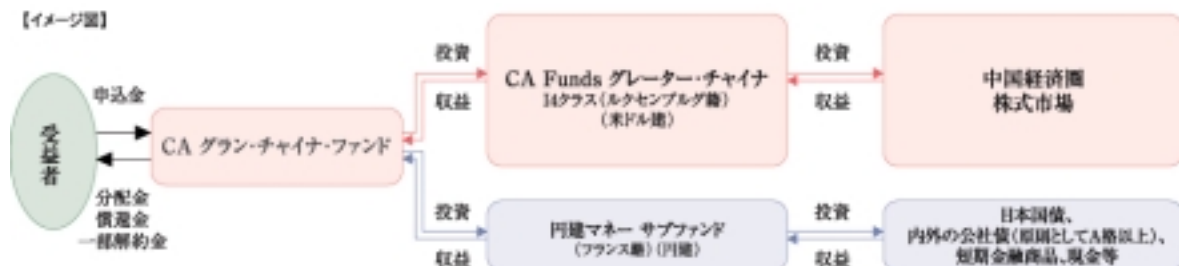 【イメージ図】
受益者
申込金
分配金
償還金
一部解約金
CA グラン・チャイナ・ファンド
投資
収益
CA Funds グレーター・チャイナ
I4クラス(ルクセンブルグ籍)
(米ドル建)
投資
収益
中国経済圏
株式市場
投資
収益
円建マネー サブファンド
(フランス籍)(円建)
投資
収益
日本国債、
内外の公社債(原則としてA格以上)、
短期金融商品、現金等